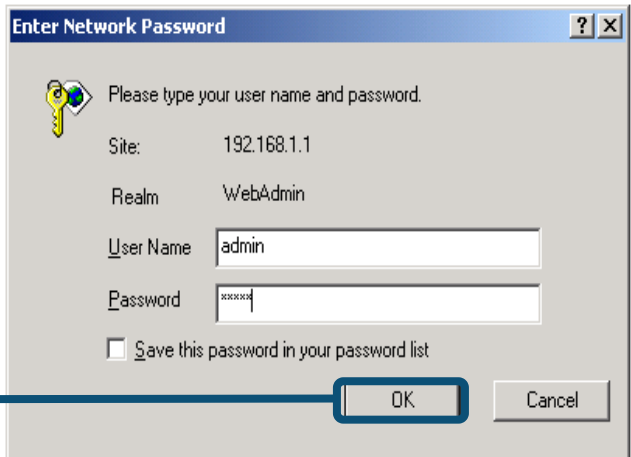 Enter Network Password
Please type your user name and password.
Site: 192.168.1.1
Realm WebAdmin
User Name admin
Password *****
Save this password in your password list
OK Cancel